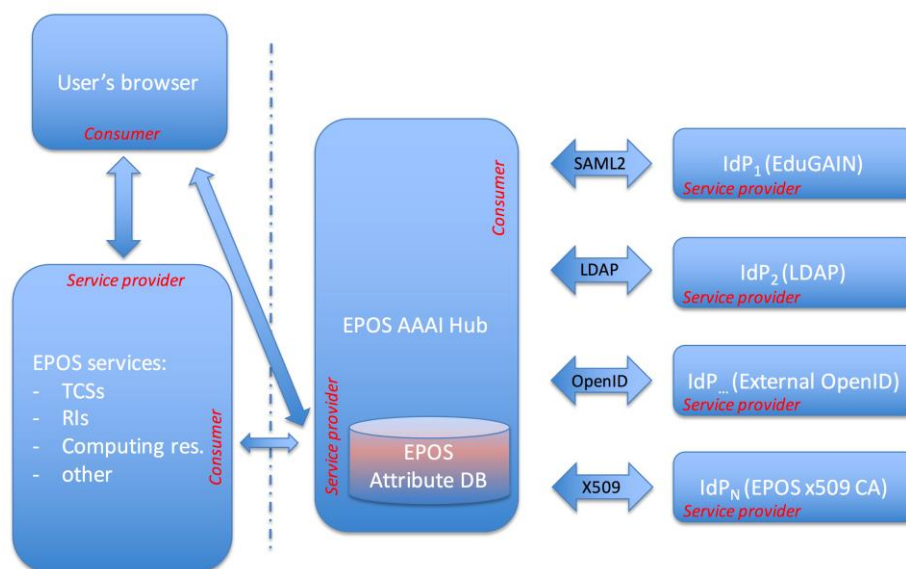 User's browser
Consumer
Service provider
EPOS services:
- TCSs
- RIs
- Computing res.
- other
Consumer
Consumer
EPOS AAAI Hub
Service provider
EPOS
Attribute DB
SAML2
IdP1 (EduGAIN)
Service provider
LDAP
IdP2 (LDAP)
Service provider
OpenID
IdP... (External OpenID)
Service provider
X509
IdPN (EPOS x509 CA)
Service provider